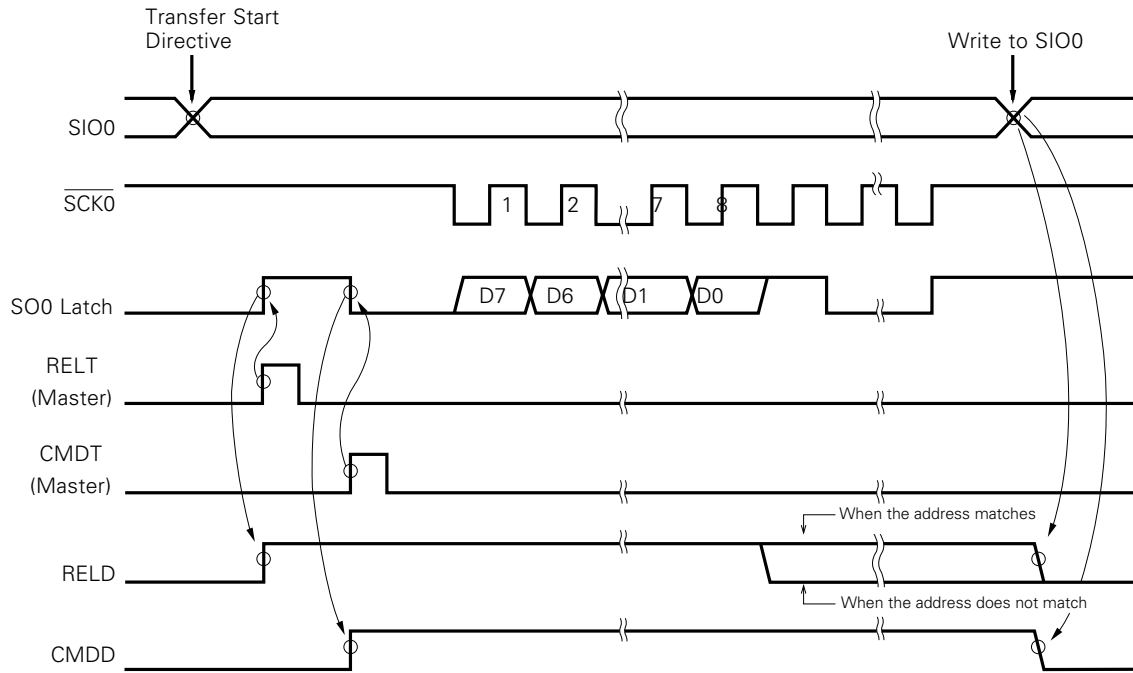 Transfer Start
Directive
Write to SIO0
SIO0
SCK0
1 2 7 8
SO0 Latch
D7 D6 D1 D0
RELT
(Master)
CMDT
(Master)
When the address matches
RELD
When the address does not match
CMDD